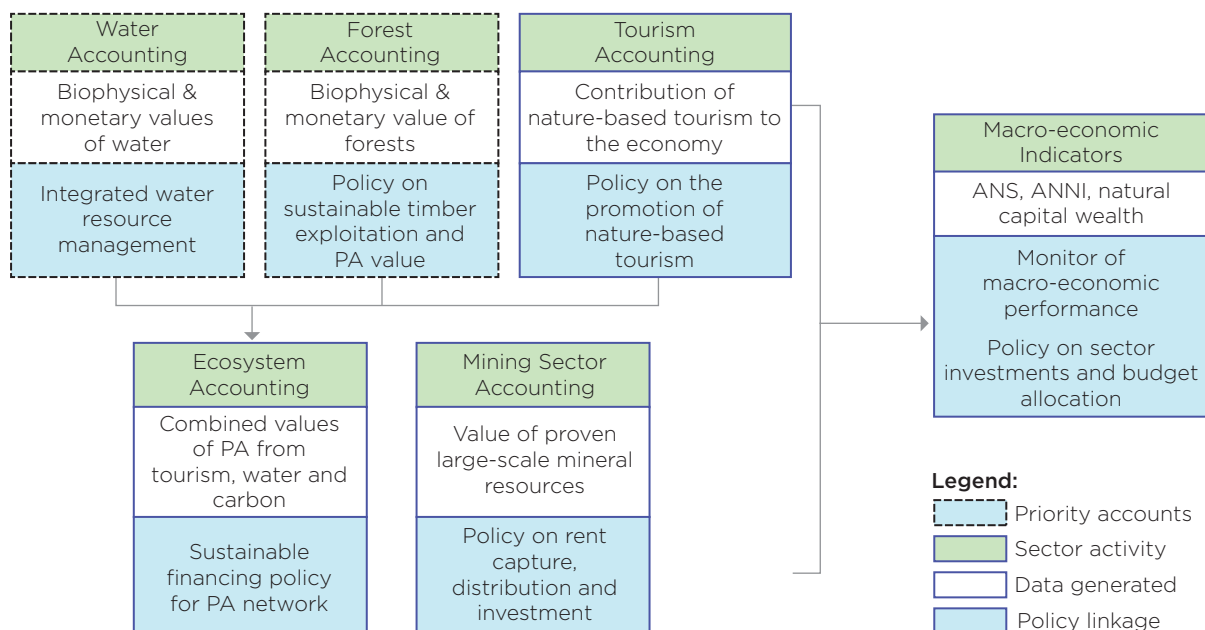 Water
Accounting
Biophysical &
monetary values
of water
Integrated water
resource
management
Forest
Accounting
Biophysical &
monetary value of
forests
Policy on
sustainable timber
exploitation and
PA value
Tourism
Accounting
Contribution of
nature-based tourism to
the economy
Policy on the
promotion of
nature-based
tourism
Macro-economic
Indicators
ANS, ANNI, natural
capital wealth
Monitor of
macro-economic
performance
Policy on sector
investments and budget
allocation
Ecosystem
Accounting
Combined values
of PA from
tourism, water and
carbon
Sustainable
financing policy
for PA network
Mining Sector
Accounting
Value of proven
large-scale mineral
resources
Policy on rent
capture,
distribution and
investment
Legend:
Priority accounts
Sector activity
Data generated
Policy linkage